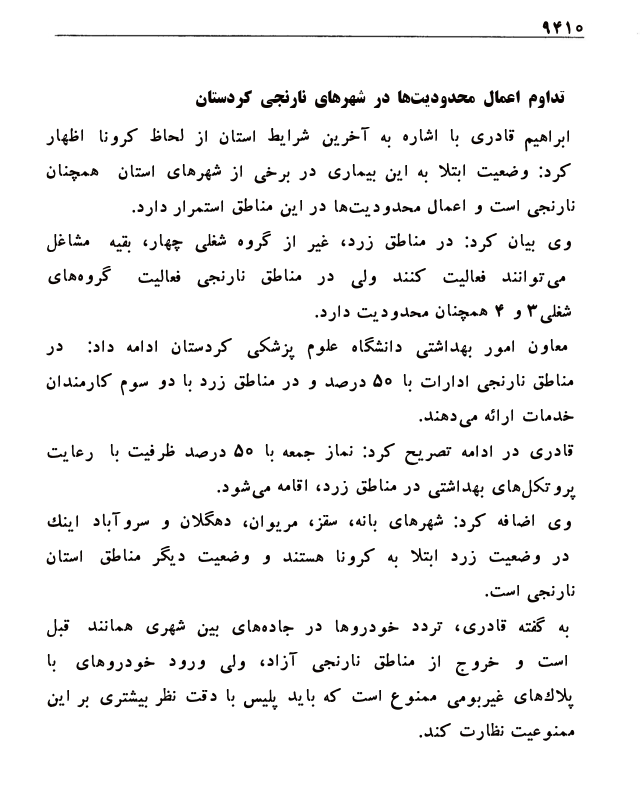 ۹۴۱۰
تداوم اعمال محدودیت‌ها در شهرهای نارنجی کردستان
ابراهیم قادری با اشاره به آخرین شرایط استان از لحاظ کرونا اظهار
کرد: وضعیت ابتلا به این بیماری در برخی از شهرهای استان همچنان
نارنجی است و اعمال محدودیت‌ها در این مناطق استمرار دارد.
وی بیان کرد: در مناطق زرد، غیر از گروه شغلی چهار، بقیه مشاغل
می‌توانند فعالیت کنند ولی در مناطق نارنجی فعالیت گروه‌های
شغلی۳ و ۴ همچنان محدودیت دارد.
معاون امور بهداشتی دانشگاه علوم پزشکی کردستان ادامه داد: در
مناطق نارنجی ادارات با ۵۰ درصد و در مناطق زرد با دو سوم کارمندان
خدمات ارائه می‌دهند.
قادری در ادامه تصریح کرد: نماز جمعه با ۵۰ درصد ظرفیت با رعایت
پروتکل‌های بهداشتی در مناطق زرد، اقامه می‌شود.
وی اضافه کرد: شهرهای بانه، سقز، مریوان، دهگلان و سروآباد اینك
در وضعیت زرد ابتلا به کرونا هستند و وضعیت دیگر مناطق استان
نارنجی است.
به گفته قادری، تردد خودروها در جاده‌های بین شهری همانند قبل
است و خروج از مناطق نارنجی آزاد، ولی ورود خودروهای با
پلاك‌های غیربومی ممنوع است که باید پلیس با دقت نظر بیشتری بر این
ممنوعیت نظارت کند.